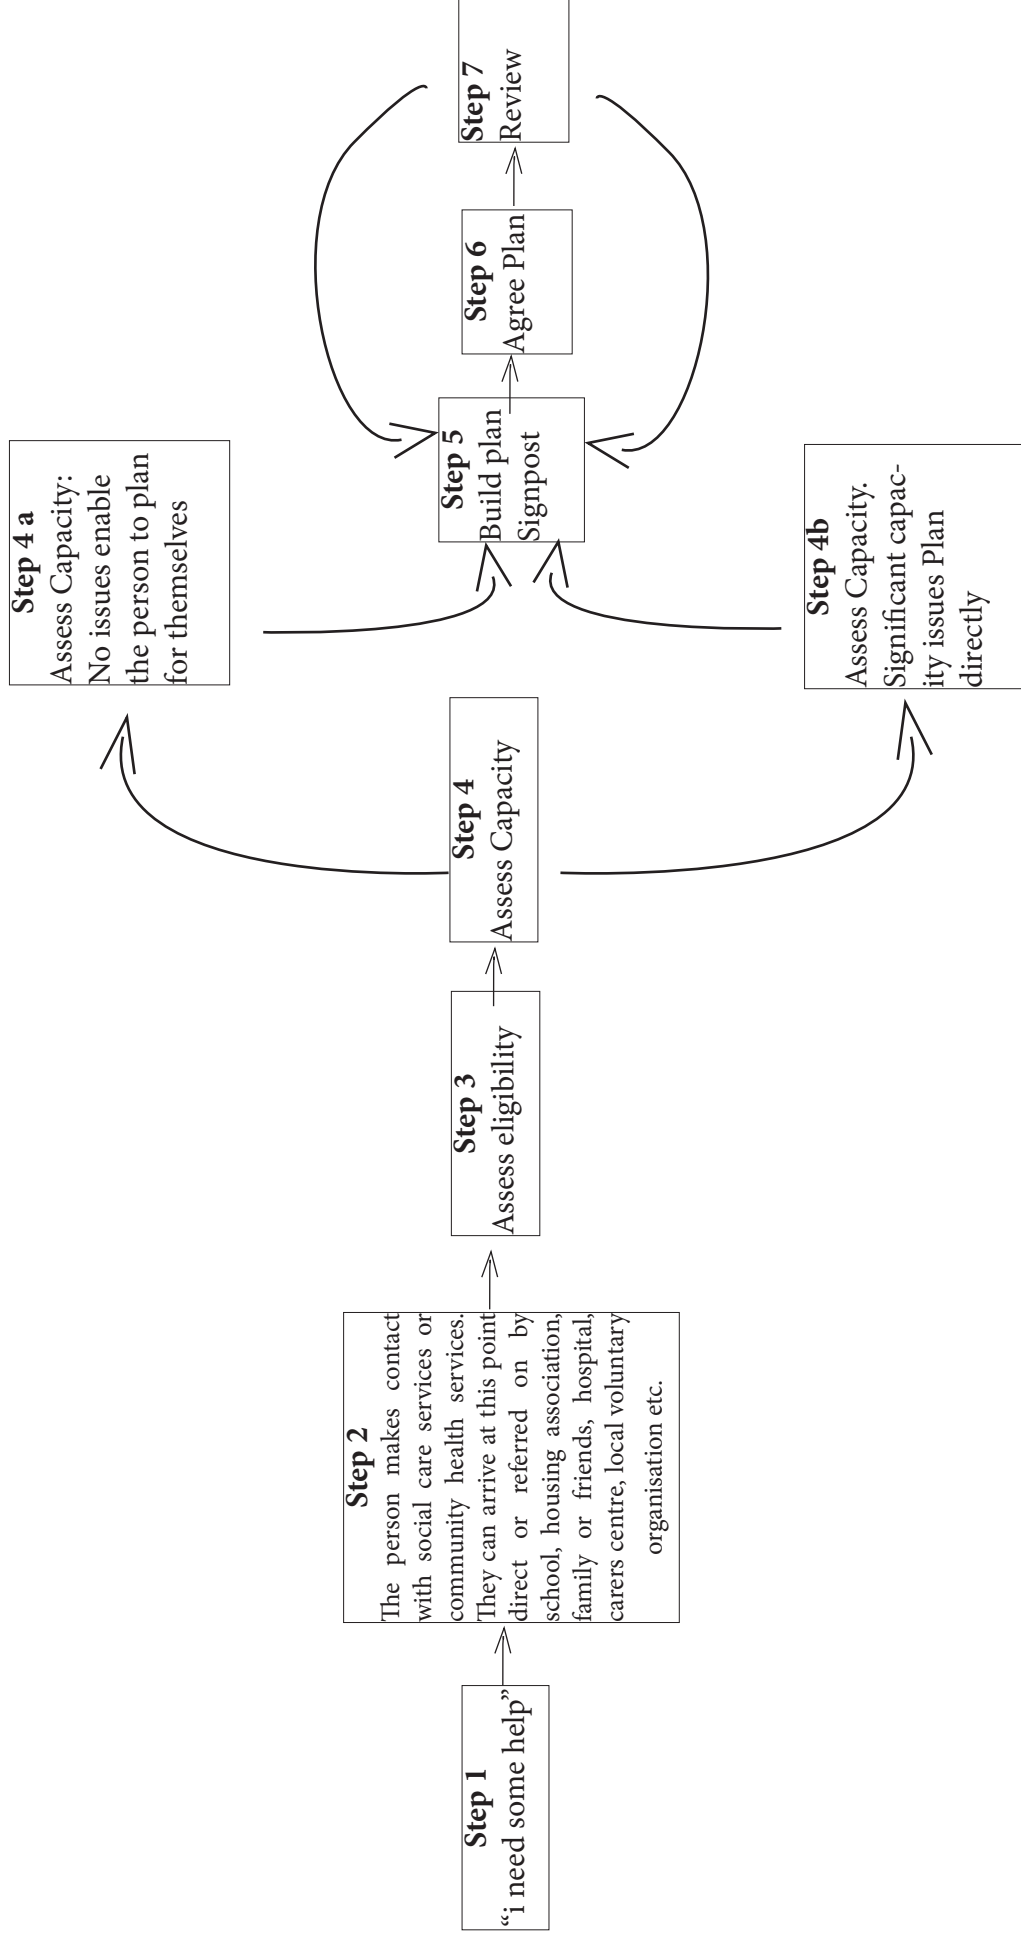 Step 1
“i need some help”
Step 2
The person makes contact
with social care services or
community health services.
They can arrive at this point
direct or referred on by
school, housing association,
family or friends, hospital,
carers centre, local voluntary
organisation etc.
Step 3
Assess eligibility
Step 4
Assess Capacity
Step 4 a
Assess Capacity:
No issues enable
the person to plan
for themselves
Step 4b
Assess Capacity.
Significant capac-
ity issues Plan
directly
Step 5
Build plan
Signpost
Step 6
Agree Plan
Step 7
Review